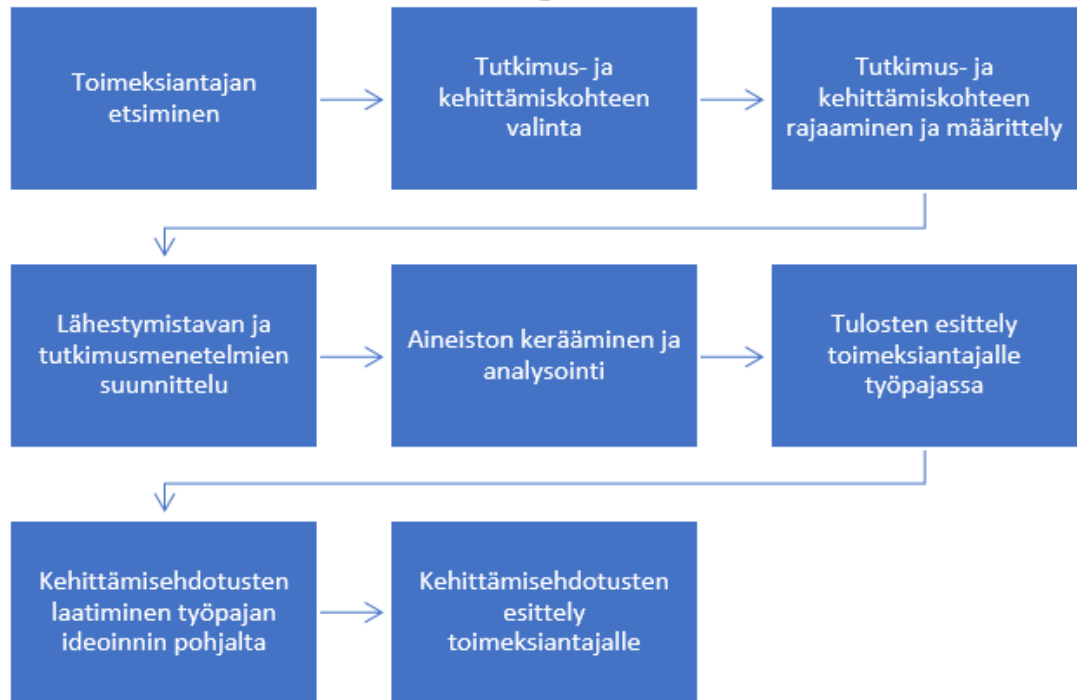 Toimeksiantajan
etsiminen
Tutkimus- ja
kehittämiskohteen
valinta
Tutkimus- ja
kehittämiskohteen
rajaaminen ja määrittely
Lähestymistavan ja
tutkimusmenetelmien
suunnittelu
Aineiston kerääminen ja
analysointi
Tulosten esittely
toimeksiantajalle
työpajassa
Kehittämisehdotusten
laatiminen työpajan
ideoinnin pohjalta
Kehittämisehdotusten
esittely
toimeksiantajalle